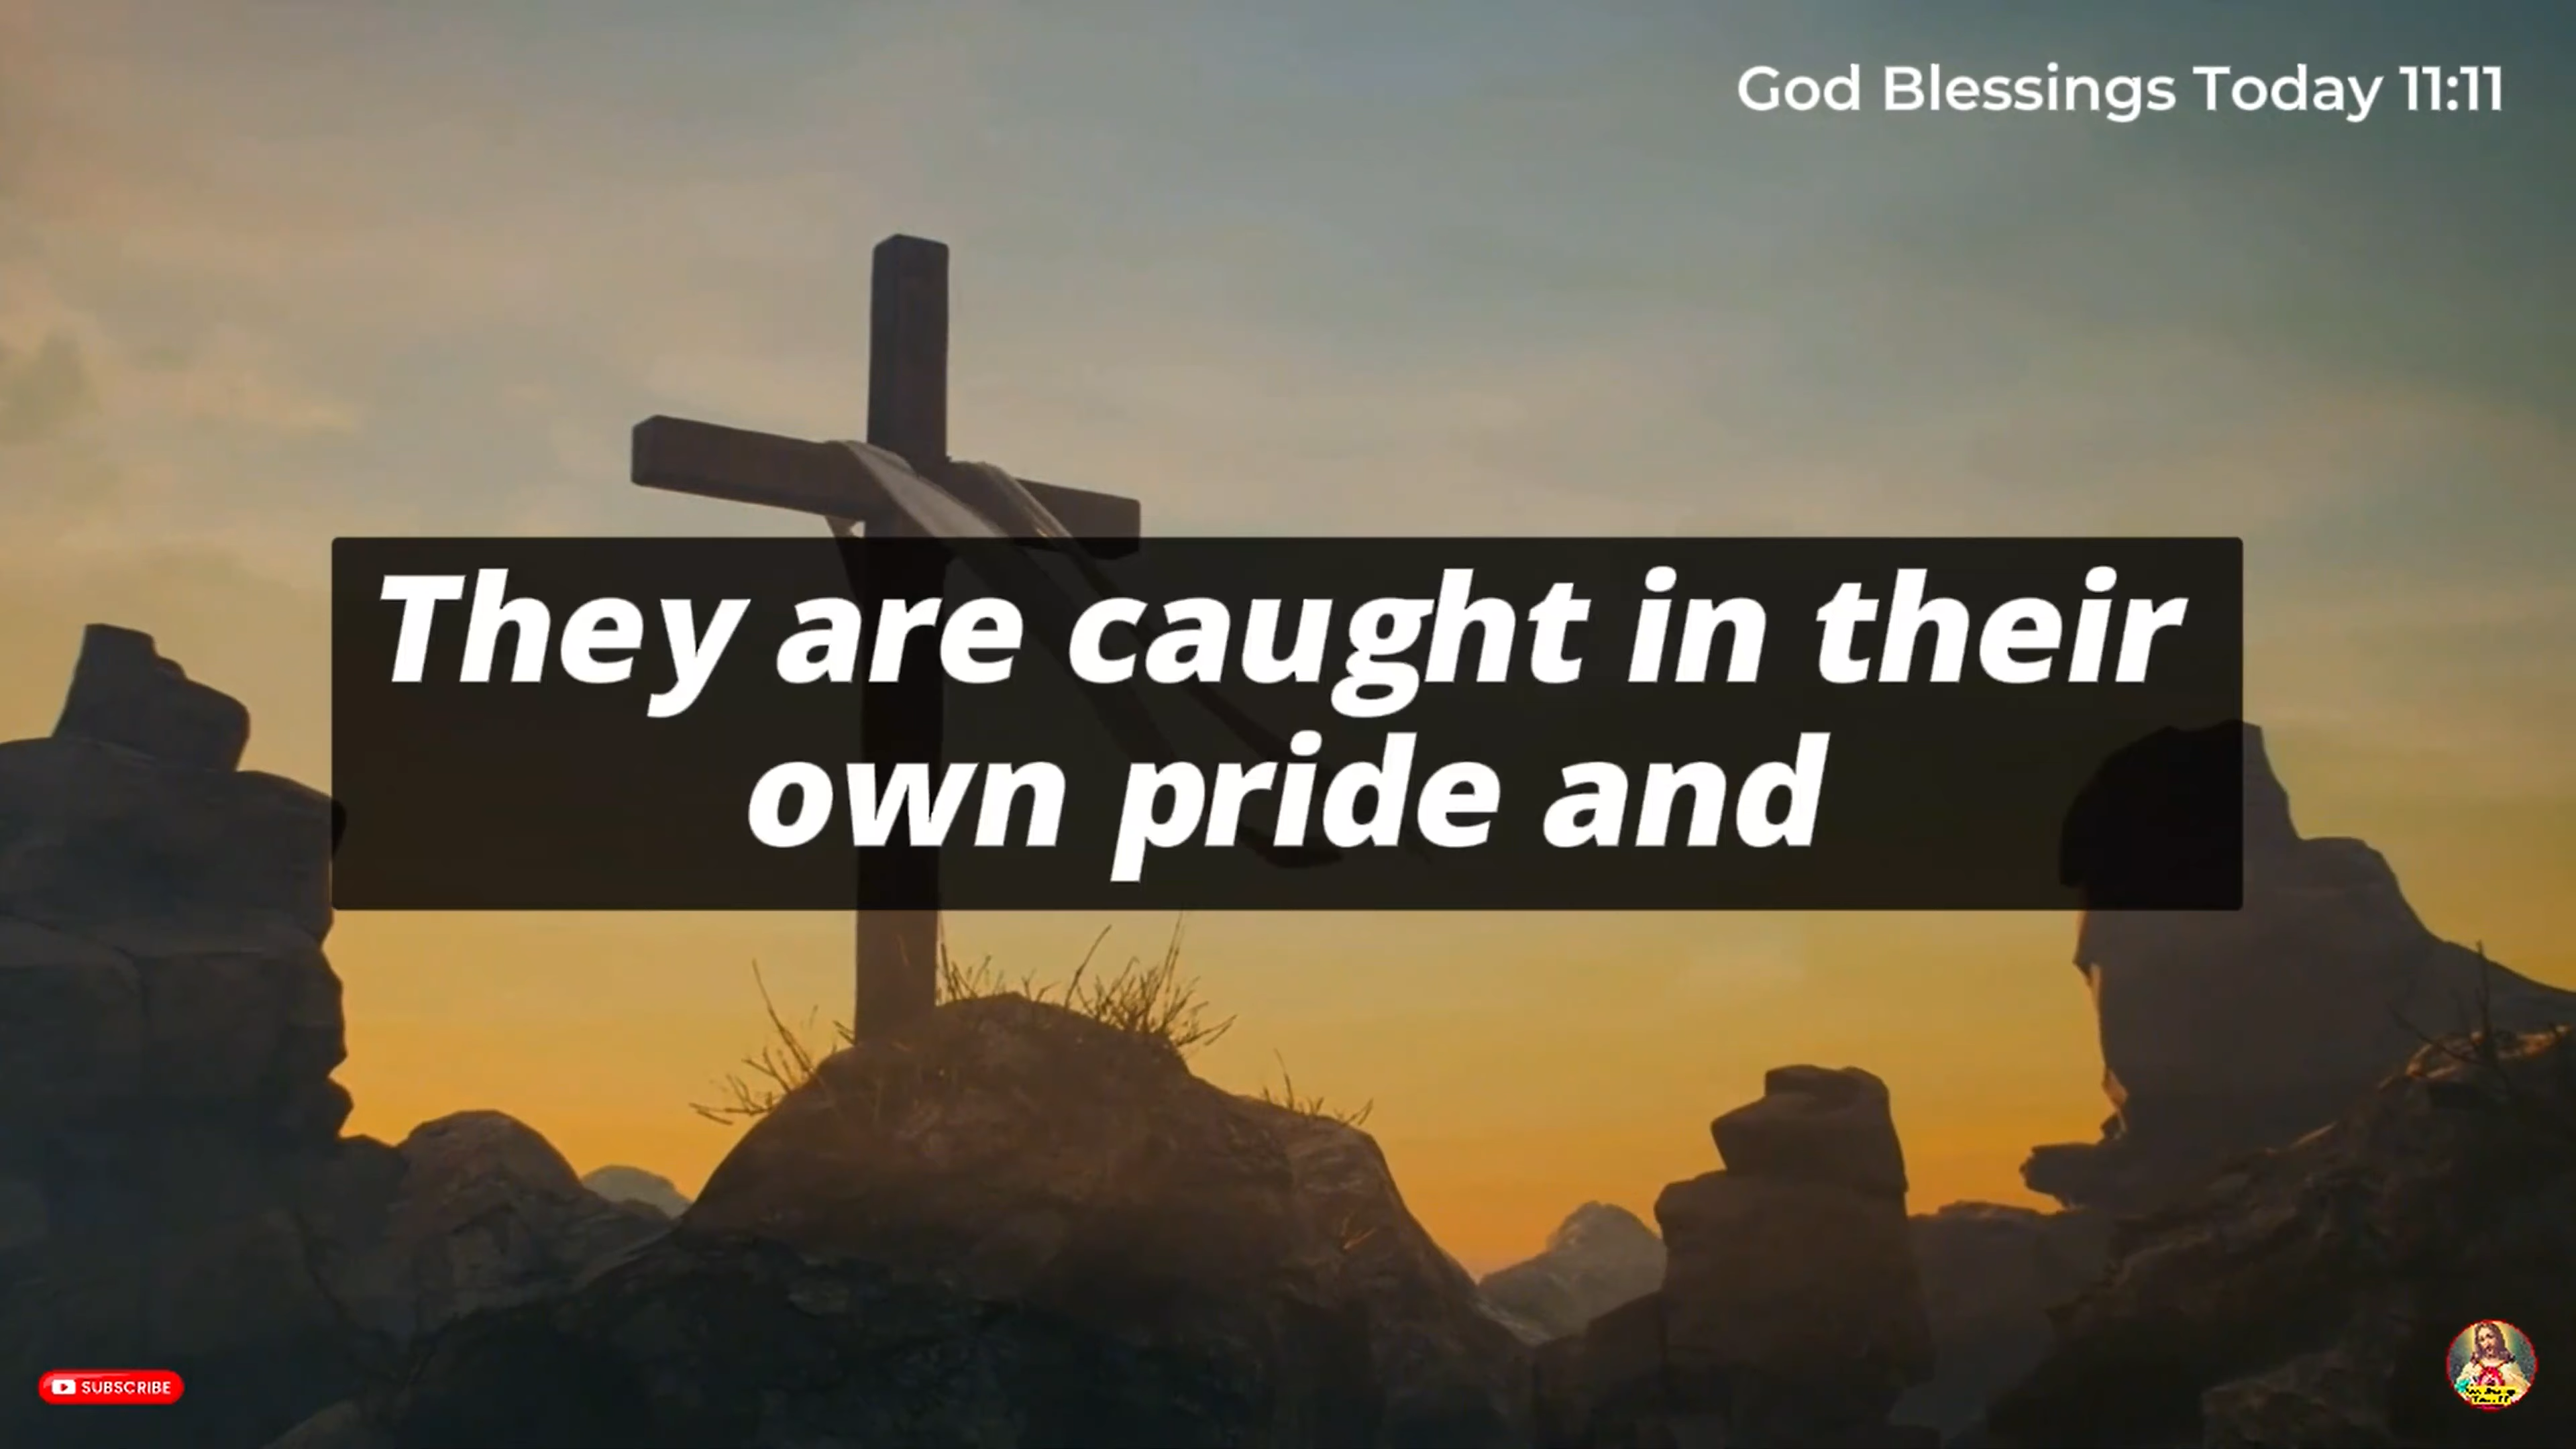 God Blessings Today 11:11
They are caught in their
own pride and
SUBSCRIBE